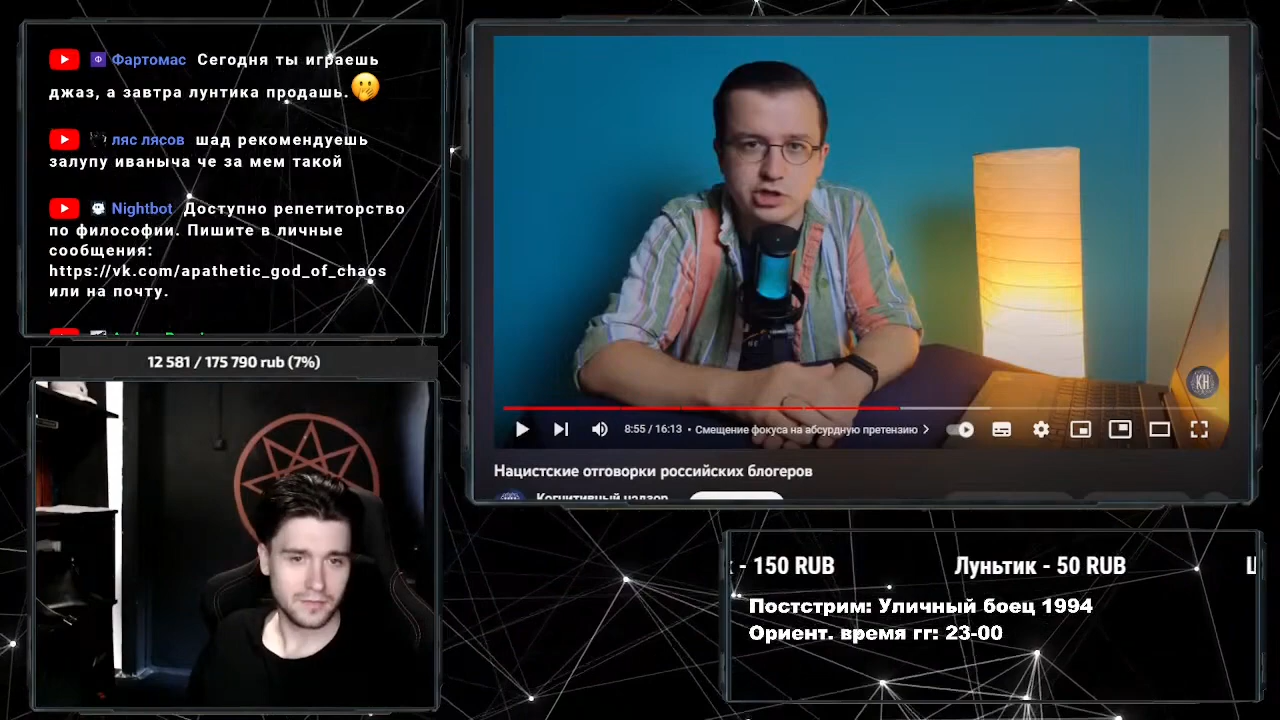 Фартомас Сегодня ты играешь
джаз, а завтра лунтика продашь.
ляс лясов шад рекомендуешь
залупу иваныча че за мем такой
Nightbot Доступно репетиторство
по философии. Пишите в личные
сообщения:
https://vk.com/apathetic_god_of_chaos
или на почту.
12 581 / 175 790 rub (7%)
КН
8:55 / 16:13 • Смещение фокуса на абсурдную претензию
Нацистские отговорки российских блогеров
Когнитивный надзор
- 150 RUB
Луньтик - 50 RUB
Постстрим: Уличный боец 1994
Ориент. время гг: 23-00